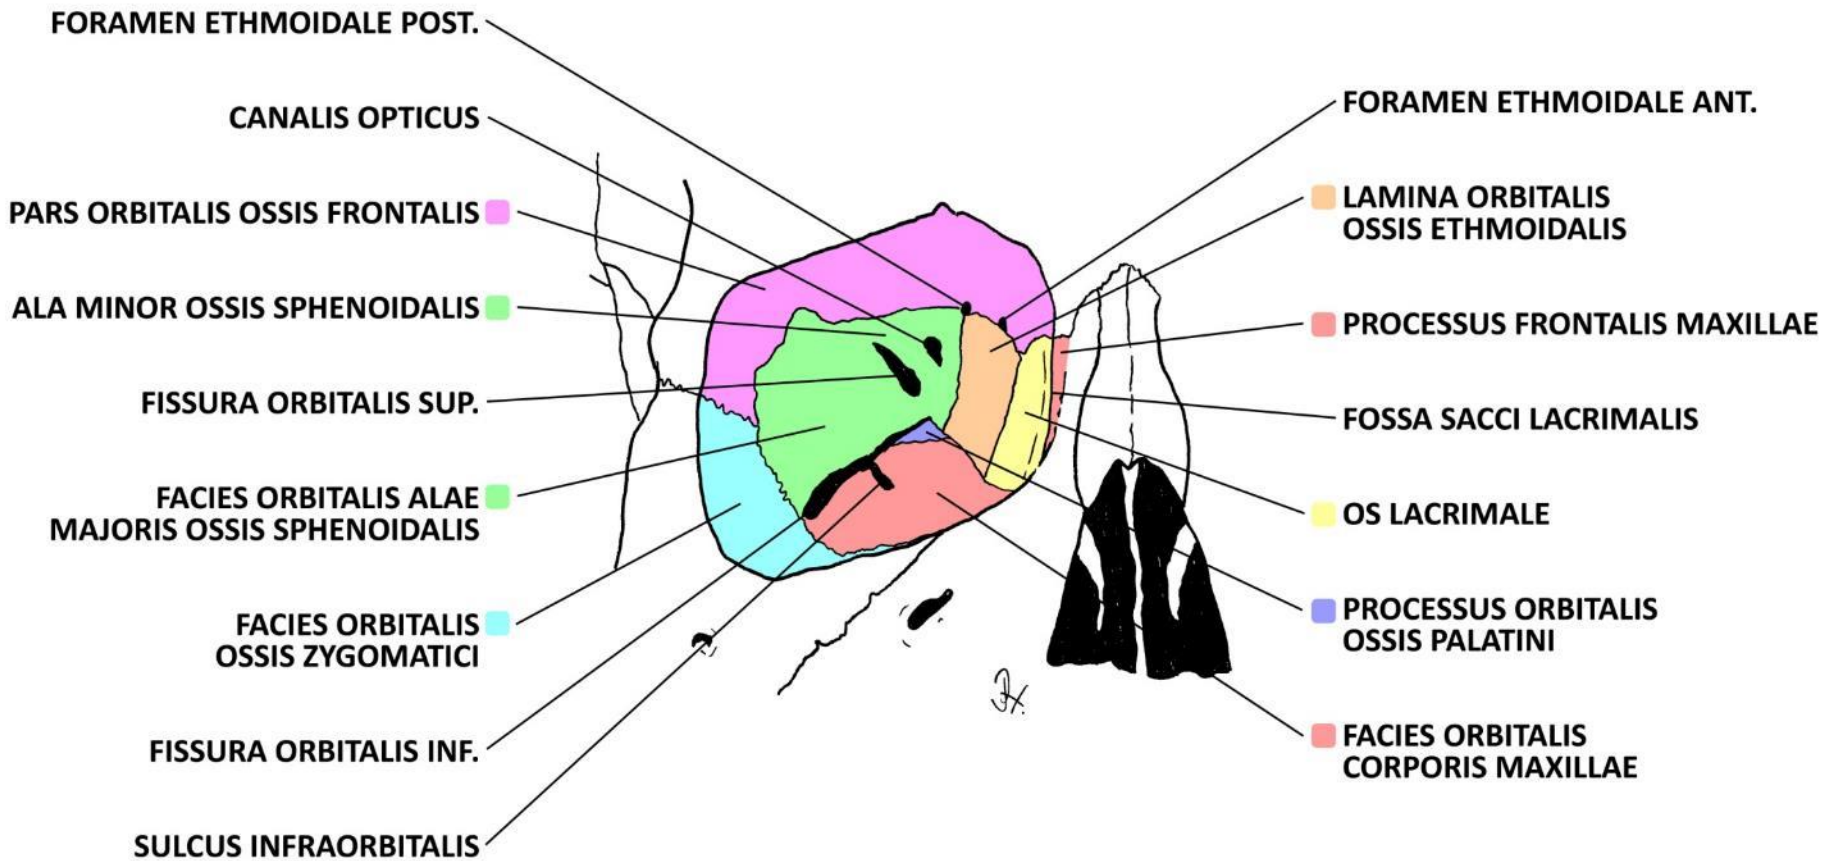 FORAMEN ETHMOIDALE POST.
CANALIS OPTICUS
PARS ORBITALIS OSSIS FRONTALIS
ALA MINOR OSSIS SPHENOIDALIS
FISSURA ORBITALIS SUP.
FACIES ORBITALIS ALAE
MAJORIS OSSIS SPHENOIDALIS
FACIES ORBITALIS
OSSIS ZYGOMATICI
FISSURA ORBITALIS INF.
SULCUS INFRAORBITALIS
FORAMEN ETHMOIDALE ANT.
LAMINA ORBITALIS
OSSIS ETHMOIDALIS
PROCESSUS FRONTALIS MAXILLAE
FOSSA SACCI LACRIMALIS
OS LACRIMALE
PROCESSUS ORBITALIS
OSSIS PALATINI
FACIES ORBITALIS
CORPORIS MAXILLAE